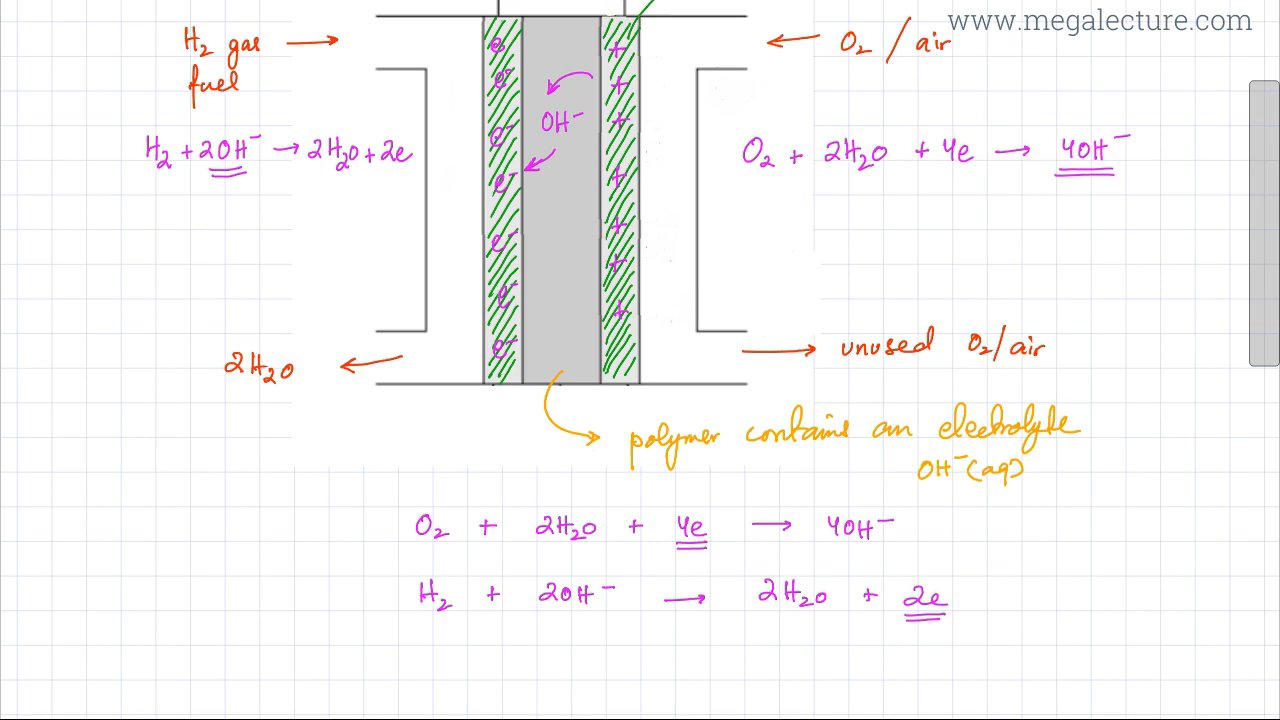 www.megalecture.com
H₂ gas
fuel
O₂ / air
e⁻ e⁻ e⁻ e⁻ e⁻ e⁻ e⁻
+ + + + + + +
OH⁻
H₂ + 2OH⁻ → 2H₂O + 2e
O₂ + 2H₂O + 4e → 4OH⁻
2H₂O
unused O₂/air
polymer contains an electrolyte
OH⁻(aq)
O₂ + 2H₂O + 4e → 4OH⁻
H₂ + 2OH⁻ → 2H₂O + 2e